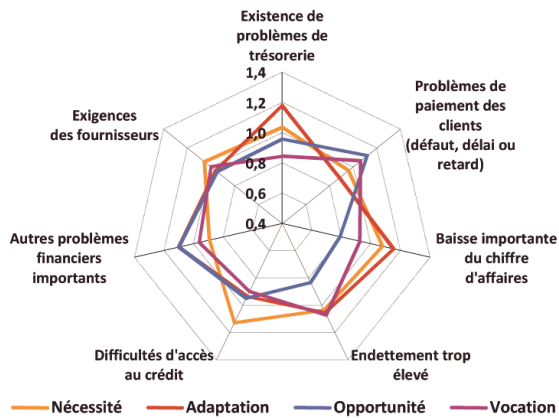 Existence de
problèmes de
trésorerie
1,4
1,2
1,0
0,8
0,6
0,4
Problèmes de
paiement des
clients
(défaut, délai ou
retard)
Baisse importante
du chiffre
d'affaires
Endettement trop
élevé
Difficultés d'accès
au crédit
Autres problèmes
financiers
importants
Exigences
des fournisseurs
Nécessité
Adaptation
Opportunité
Vocation